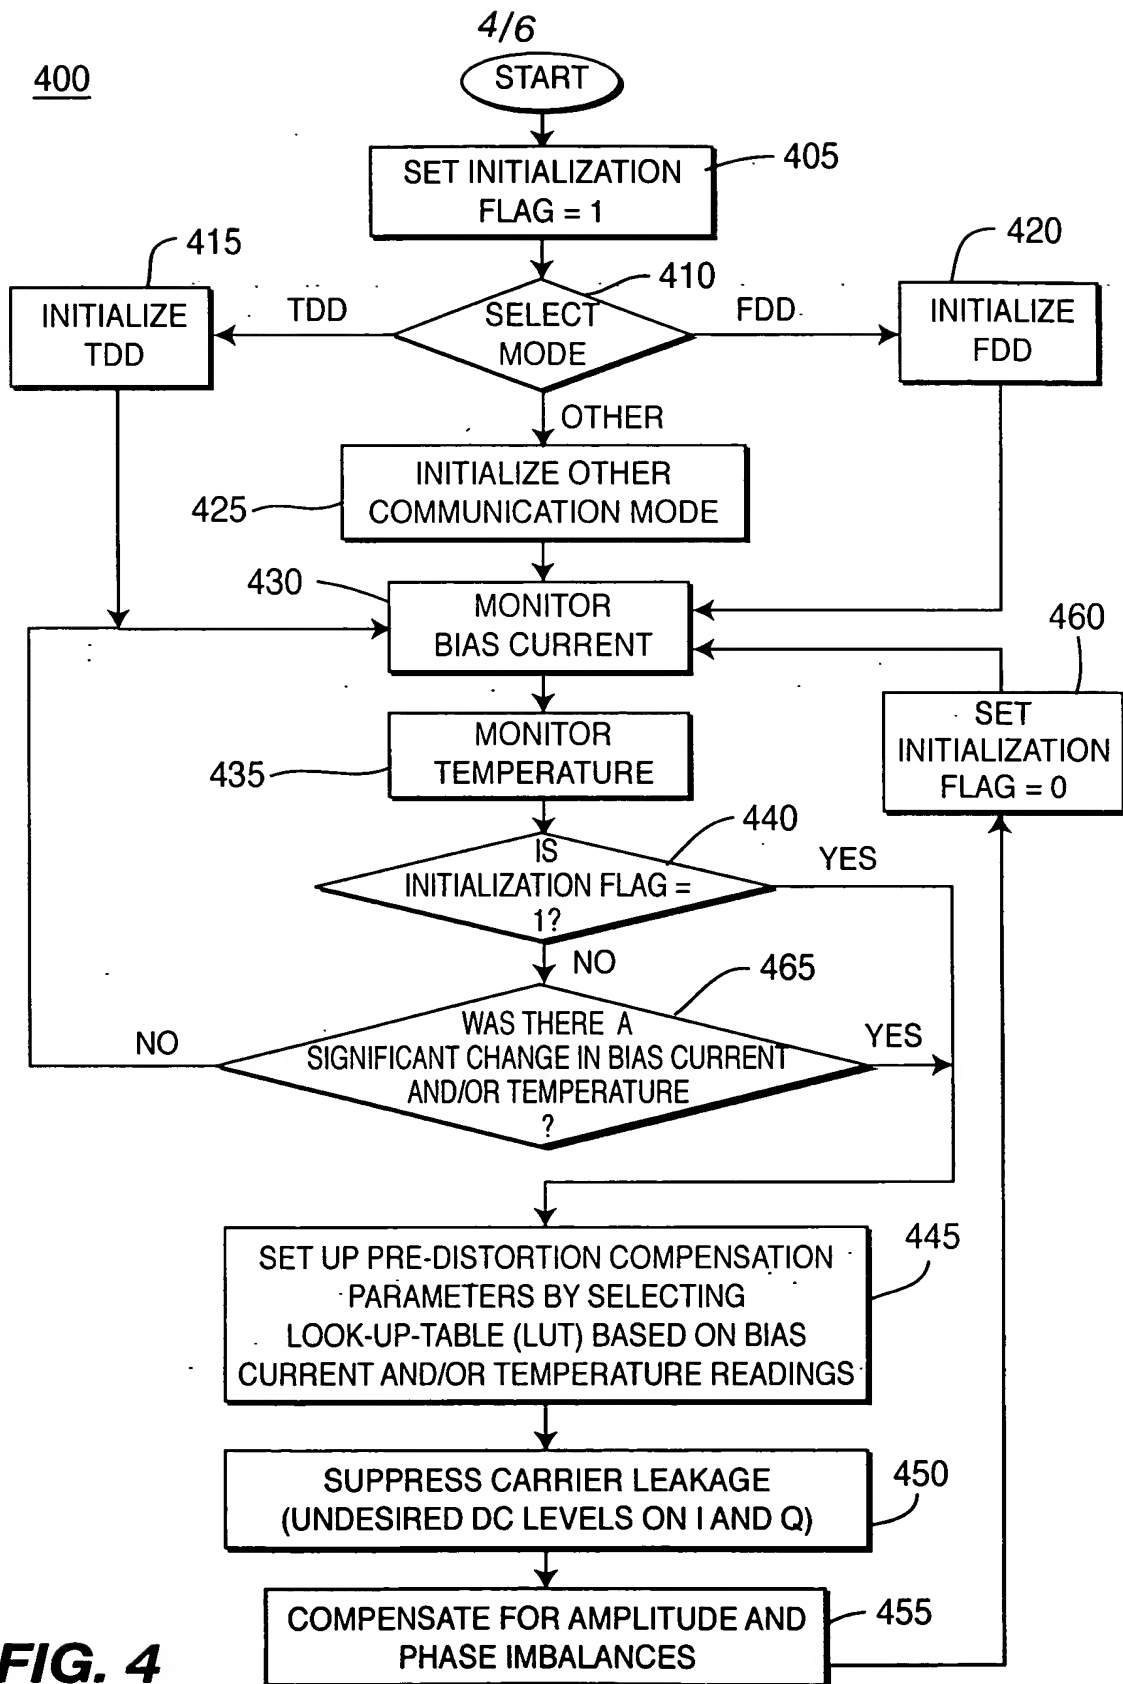 4/6
400
START
SET INITIALIZATION
FLAG = 1
405
415
410
420
INITIALIZE
TDD
TDD
SELECT
MODE
FDD
INITIALIZE
FDD
OTHER
INITIALIZE OTHER
COMMUNICATION MODE
425
430
MONITOR
BIAS CURRENT
460
SET
INITIALIZATION
FLAG = 0
MONITOR
TEMPERATURE
435
440
IS
INITIALIZATION FLAG =
1?
YES
NO
465
WAS THERE A
SIGNIFICANT CHANGE IN BIAS CURRENT
AND/OR TEMPERATURE
?
NO
YES
445
SET UP PRE-DISTORTION COMPENSATION
PARAMETERS BY SELECTING
LOOK-UP-TABLE (LUT) BASED ON BIAS
CURRENT AND/OR TEMPERATURE READINGS
SUPPRESS CARRIER LEAKAGE
(UNDESIRED DC LEVELS ON I AND Q)
450
COMPENSATE FOR AMPLITUDE AND
PHASE IMBALANCES
455
FIG. 4